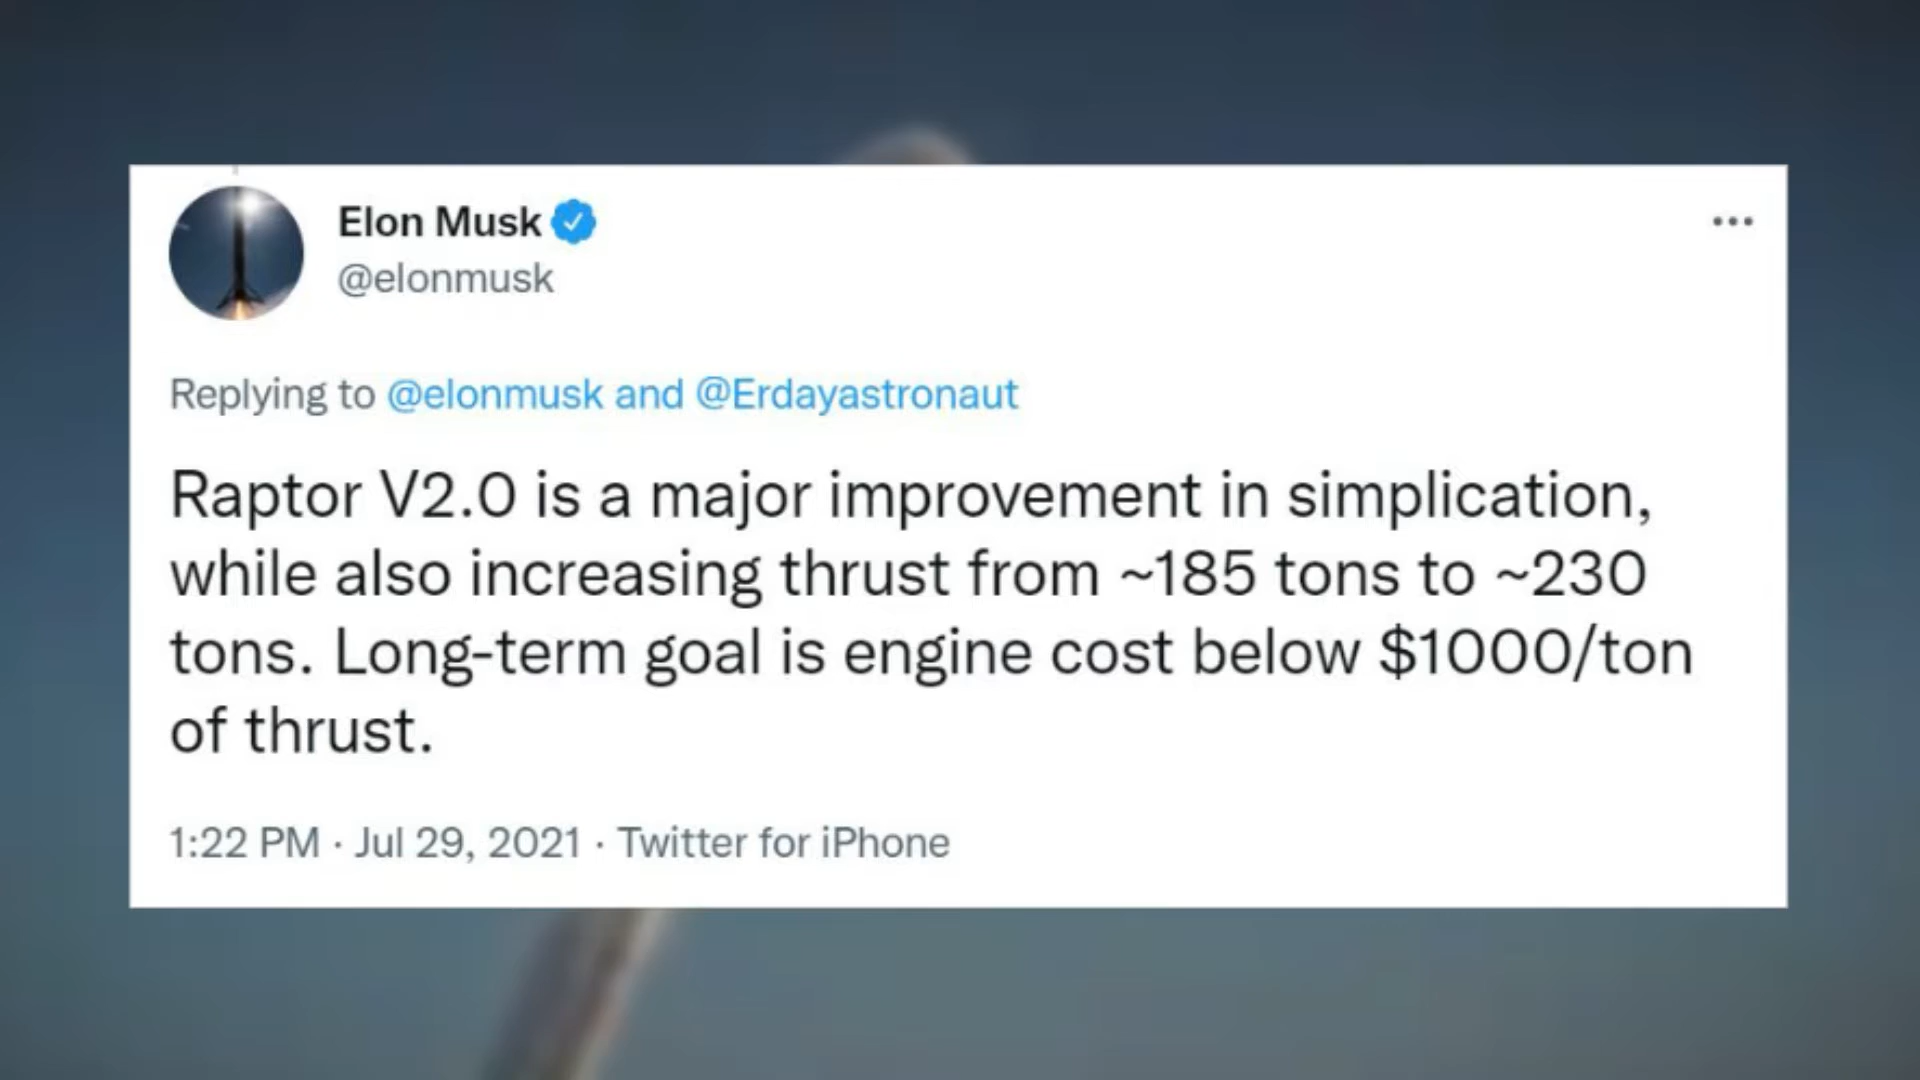 Elon Musk
@elonmusk
Replying to @elonmusk and @Erdayastronaut
Raptor V2.0 is a major improvement in simplication,
while also increasing thrust from ~185 tons to ~230
tons. Long-term goal is engine cost below $1000/ton
of thrust.
1:22 PM · Jul 29, 2021 · Twitter for iPhone